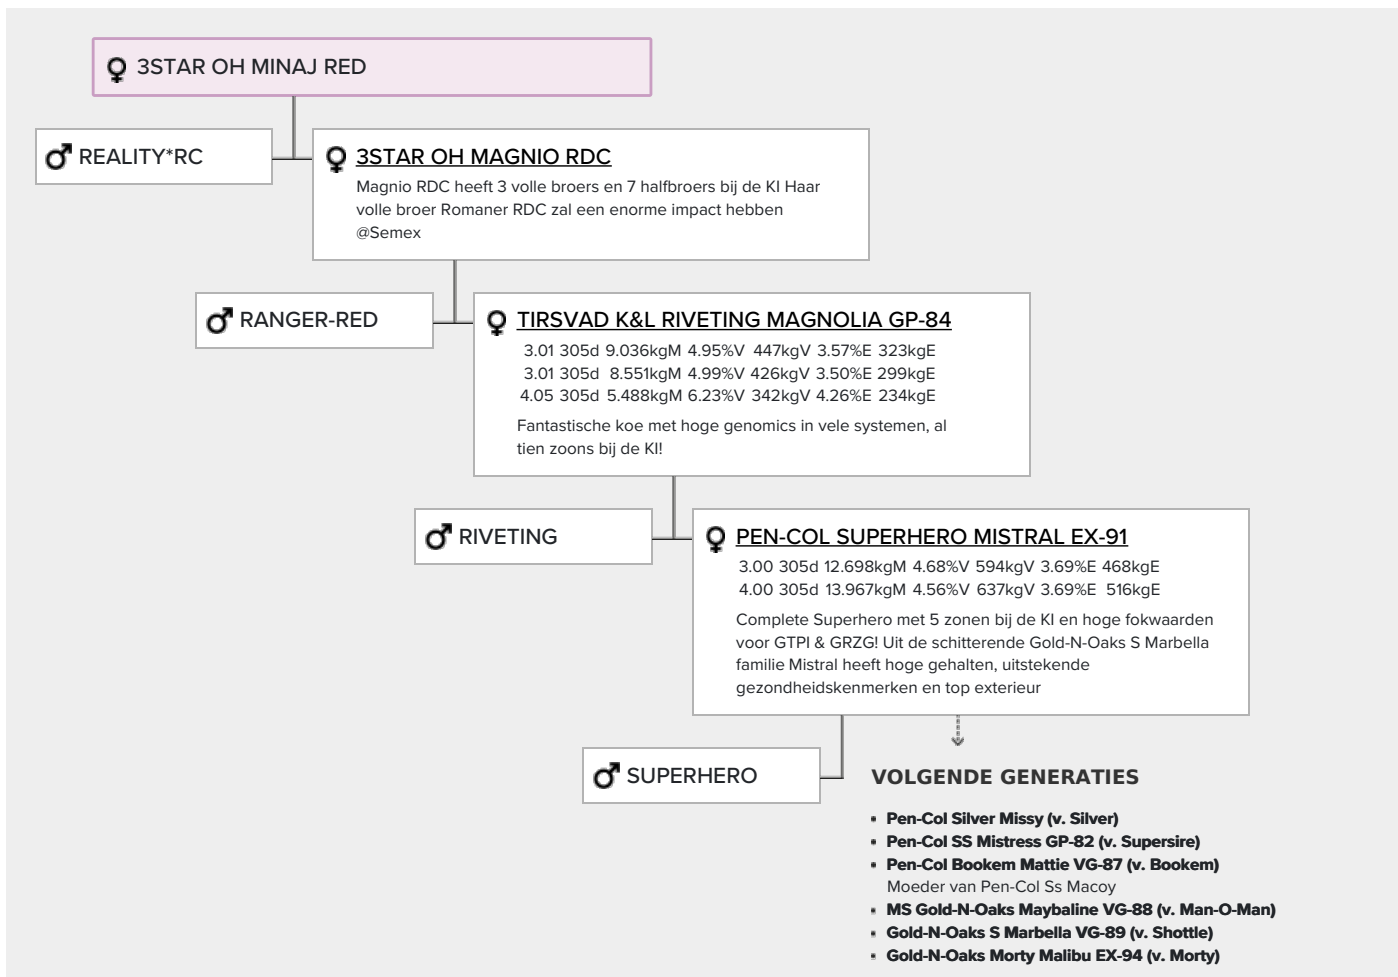 3STAR OH MINAJ RED
REALITY*RC
3STAR OH MAGNIO RDC
Magnio RDC heeft 3 volle broers en 7 halfbroers bij de KI Haar
volle broer Romaner RDC zal een enorme impact hebben
@Semex
RANGER-RED
TIRSVAD K&L RIVETING MAGNOLIA GP-84
3.01 305d 9.036kgM 4.95%V 447kgV 3.57%E 323kgE
3.01 305d 8.551kgM 4.99%V 426kgV 3.50%E 299kgE
4.05 305d 5.488kgM 6.23%V 342kgV 4.26%E 234kgE
Fantastische koe met hoge genomics in vele systemen, al
tien zoons bij de KI!
RIVETING
PEN-COL SUPERHERO MISTRAL EX-91
3.00 305d 12.698kgM 4.68%V 594kgV 3.69%E 468kgE
4.00 305d 13.967kgM 4.56%V 637kgV 3.69%E 516kgE
Complete Superhero met 5 zonen bij de KI en hoge fokwaarden
voor GTPI & GRZG! Uit de schitterende Gold-N-Oaks S Marbella
familie Mistral heeft hoge gehalten, uitstekende
gezondheidskenmerken en top exterieur
SUPERHERO
VOLGENDE GENERATIES
Pen-Col Silver Missy (v. Silver)
Pen-Col SS Mistress GP-82 (v. Supersire)
Pen-Col Bookem Mattie VG-87 (v. Bookem)
Moeder van Pen-Col Ss Macoy
MS Gold-N-Oaks Maybaline VG-88 (v. Man-O-Man)
Gold-N-Oaks S Marbella VG-89 (v. Shottle)
Gold-N-Oaks Morty Malibu EX-94 (v. Morty)